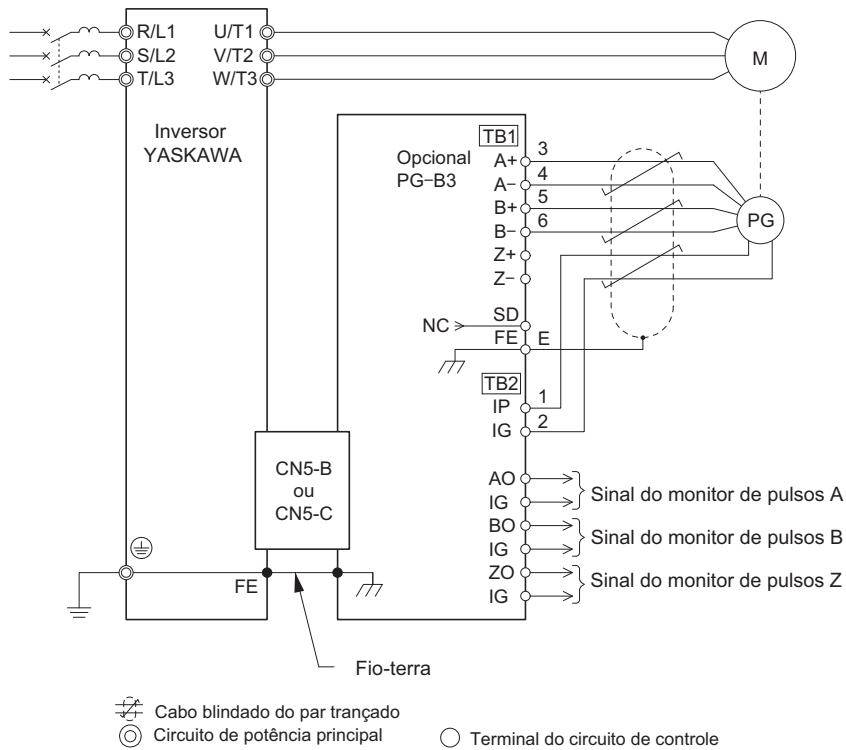 R/L1 U/T1
S/L2 V/T2
T/L3 W/T3
M
Inversor
YASKAWA
Opcional
PG-B3
TB1
A+ 3
A- 4
B+ 5
B- 6
Z+
Z-
PG
NC SD
FE E
TB2
IP 1
IG 2
CN5-B
ou
CN5-C
AO
IG
Sinal do monitor de pulsos A
BO
IG
Sinal do monitor de pulsos B
ZO
IG
Sinal do monitor de pulsos Z
FE
Fio-terra
Cabo blindado do par trançado
Circuito de potência principal
Terminal do circuito de controle